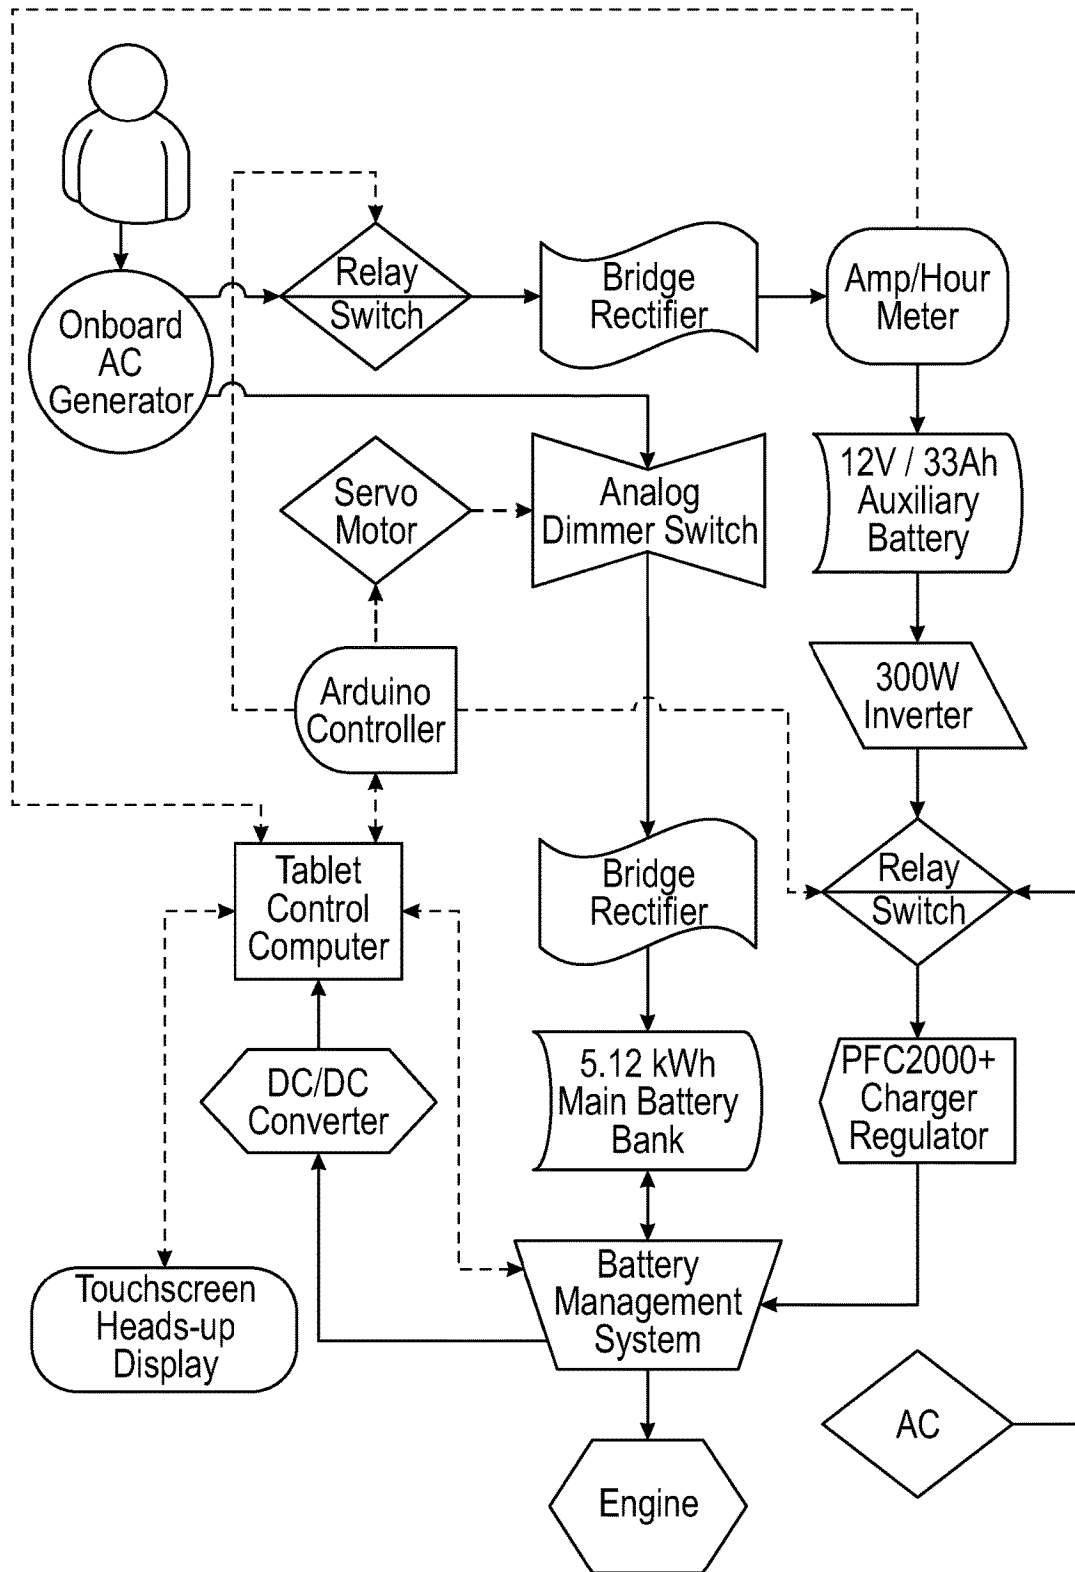 Relay
Switch
Bridge
Rectifier
Amp/Hour
Meter
Onboard
AC
Generator
Servo
Motor
Analog
Dimmer Switch
12V / 33Ah
Auxiliary
Battery
Arduino
Controller
300W
Inverter
Tablet
Control
Computer
Bridge
Rectifier
Relay
Switch
DC/DC
Converter
5.12 kWh
Main Battery
Bank
PFC2000+
Charger
Regulator
Touchscreen
Heads-up
Display
Battery
Management
System
AC
Engine